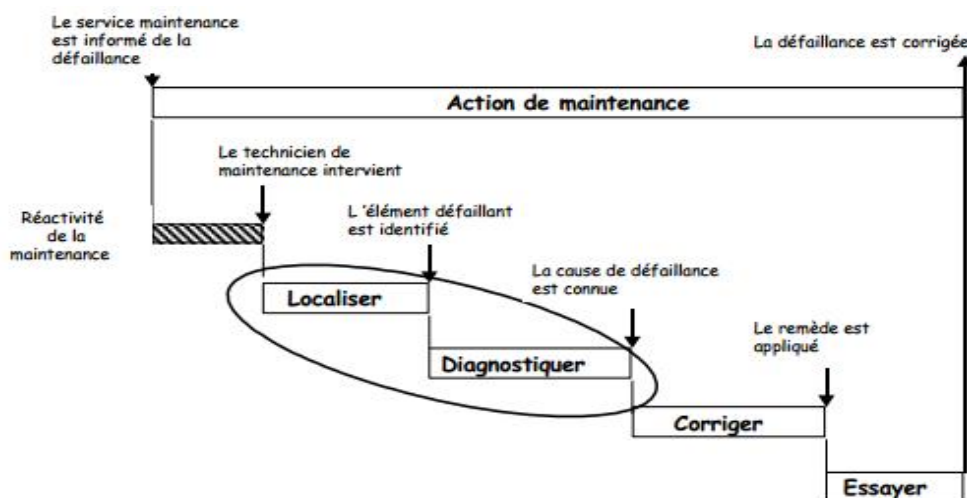 Le service maintenance
est informé de la
défaillance
La défaillance est corrigée
Action de maintenance
Le technicien de
maintenance intervient
Réactivité
de la
maintenance
L 'élément défaillant
est identifié
Localiser
La cause de défaillance
est connue
Diagnostiquer
Le remède est
appliqué
Corriger
Essayer